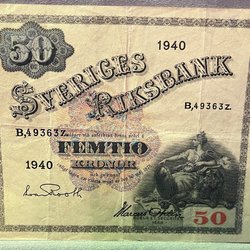 50
1940
SVERIGES
RIKSBANK
B,49363z.
B,49363z.
FEMTIO
1940
KRONOR
50